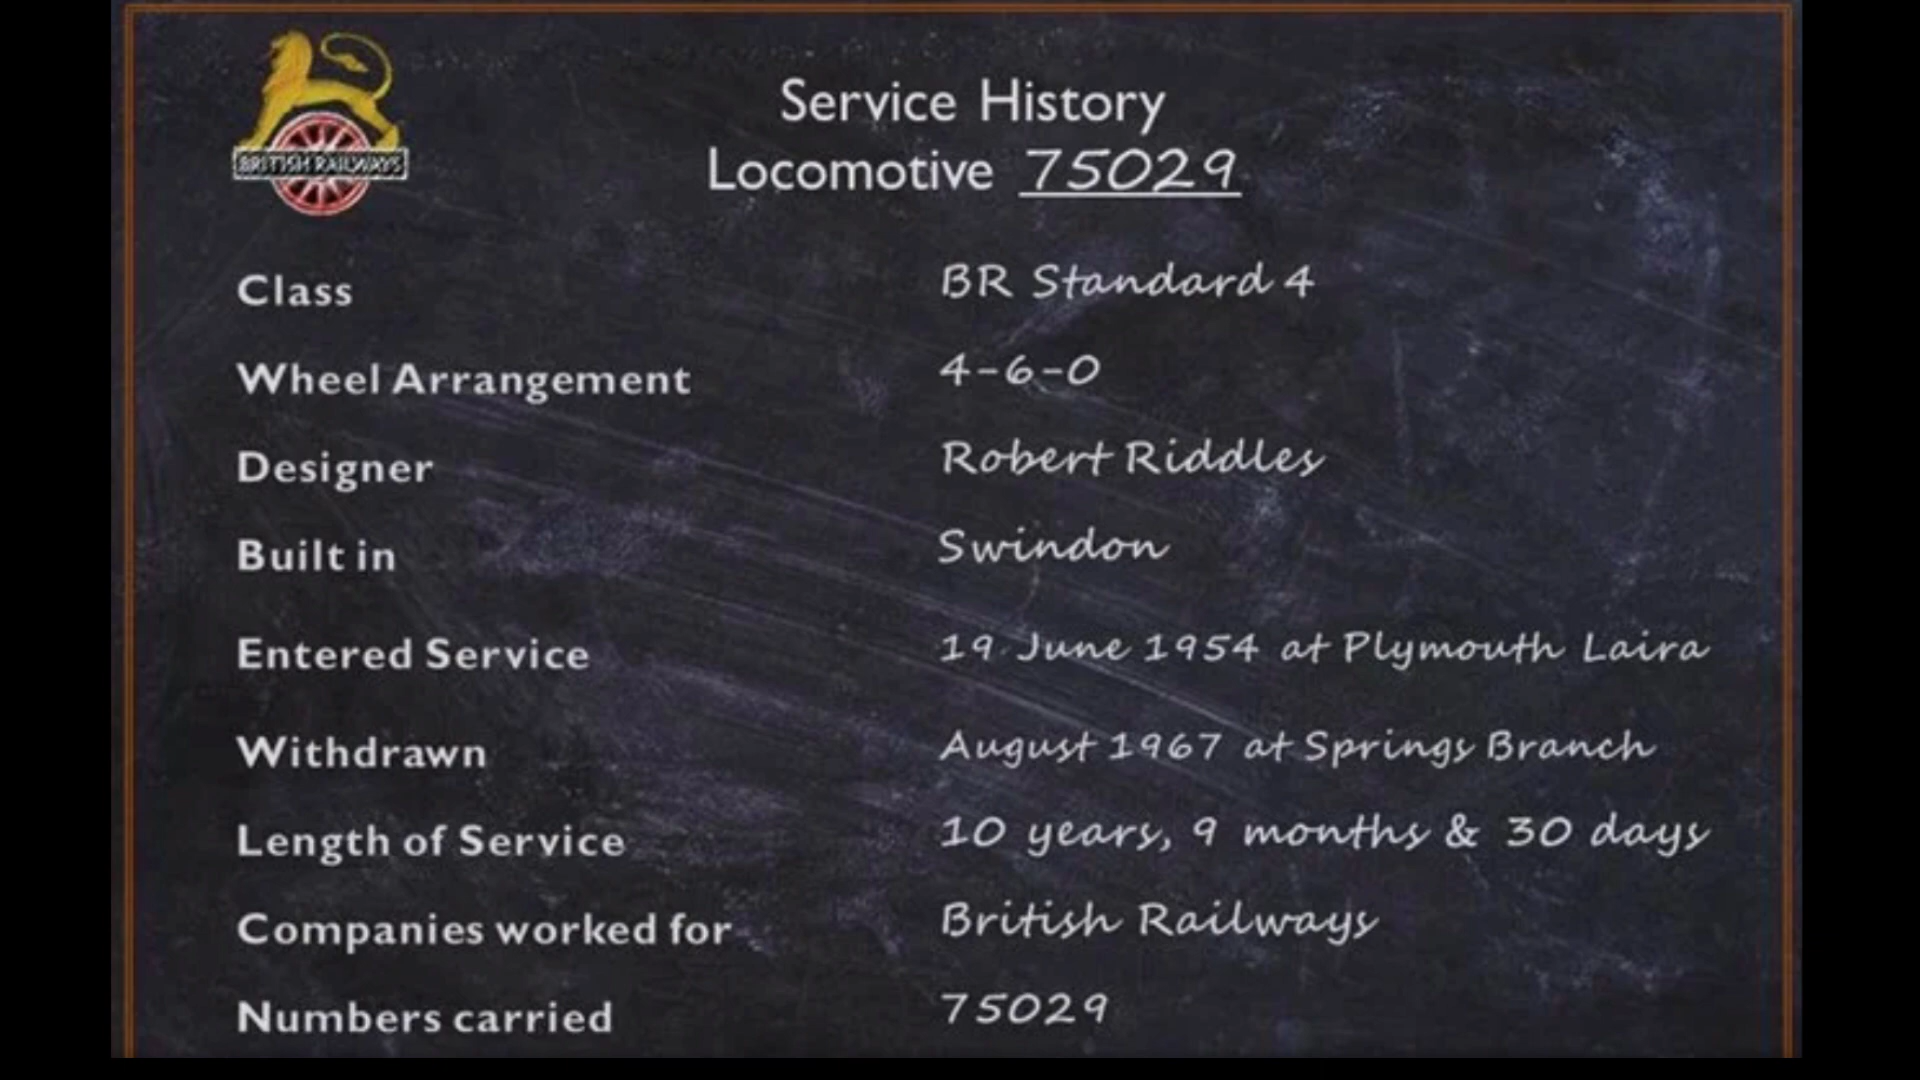 BRITISH RAILWAYS
Service History
Locomotive 75029
Class BR Standard 4
Wheel Arrangement 4-6-0
Designer Robert Riddles
Built in Swindon
Entered Service 19 June 1954 at Plymouth Laira
Withdrawn August 1967 at Springs Branch
Length of Service 10 years, 9 months & 30 days
Companies worked for British Railways
Numbers carried 75029